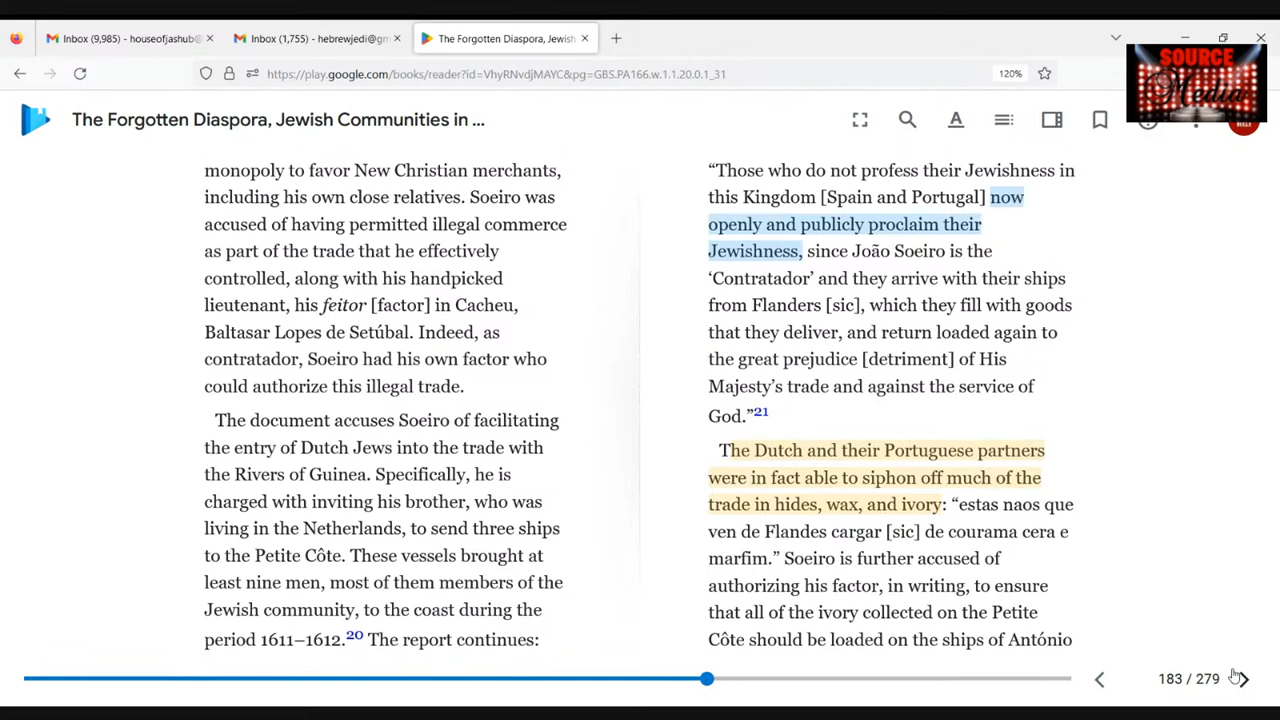 Inbox (9,985) - houseofjashub@
Inbox (1,755) - hebrewjedi@gm
The Forgotten Diaspora, Jewish
https://play.google.com/books/reader?id=VhyRNvdjMAYC&pg=GBS.PA166.w.1.1.20.0.1_31
120%
SOURCE
Media
The Forgotten Diaspora, Jewish Communities in ...
monopoly to favor New Christian merchants,
including his own close relatives. Soeiro was
accused of having permitted illegal commerce
as part of the trade that he effectively
controlled, along with his handpicked
lieutenant, his feitor [factor] in Cacheu,
Baltasar Lopes de Setúbal. Indeed, as
contratador, Soeiro had his own factor who
could authorize this illegal trade.
The document accuses Soeiro of facilitating
the entry of Dutch Jews into the trade with
the Rivers of Guinea. Specifically, he is
charged with inviting his brother, who was
living in the Netherlands, to send three ships
to the Petite Côte. These vessels brought at
least nine men, most of them members of the
Jewish community, to the coast during the
period 1611–1612.20 The report continues:
“Those who do not profess their Jewishness in
this Kingdom [Spain and Portugal] now
openly and publicly proclaim their
Jewishness, since João Soeiro is the
‘Contratador’ and they arrive with their ships
from Flanders [sic], which they fill with goods
that they deliver, and return loaded again to
the great prejudice [detriment] of His
Majesty’s trade and against the service of
God.”21
The Dutch and their Portuguese partners
were in fact able to siphon off much of the
trade in hides, wax, and ivory: “estas naos que
ven de Flandes cargar [sic] de courama cera e
marfim.” Soeiro is further accused of
authorizing his factor, in writing, to ensure
that all of the ivory collected on the Petite
Côte should be loaded on the ships of António
183 / 279